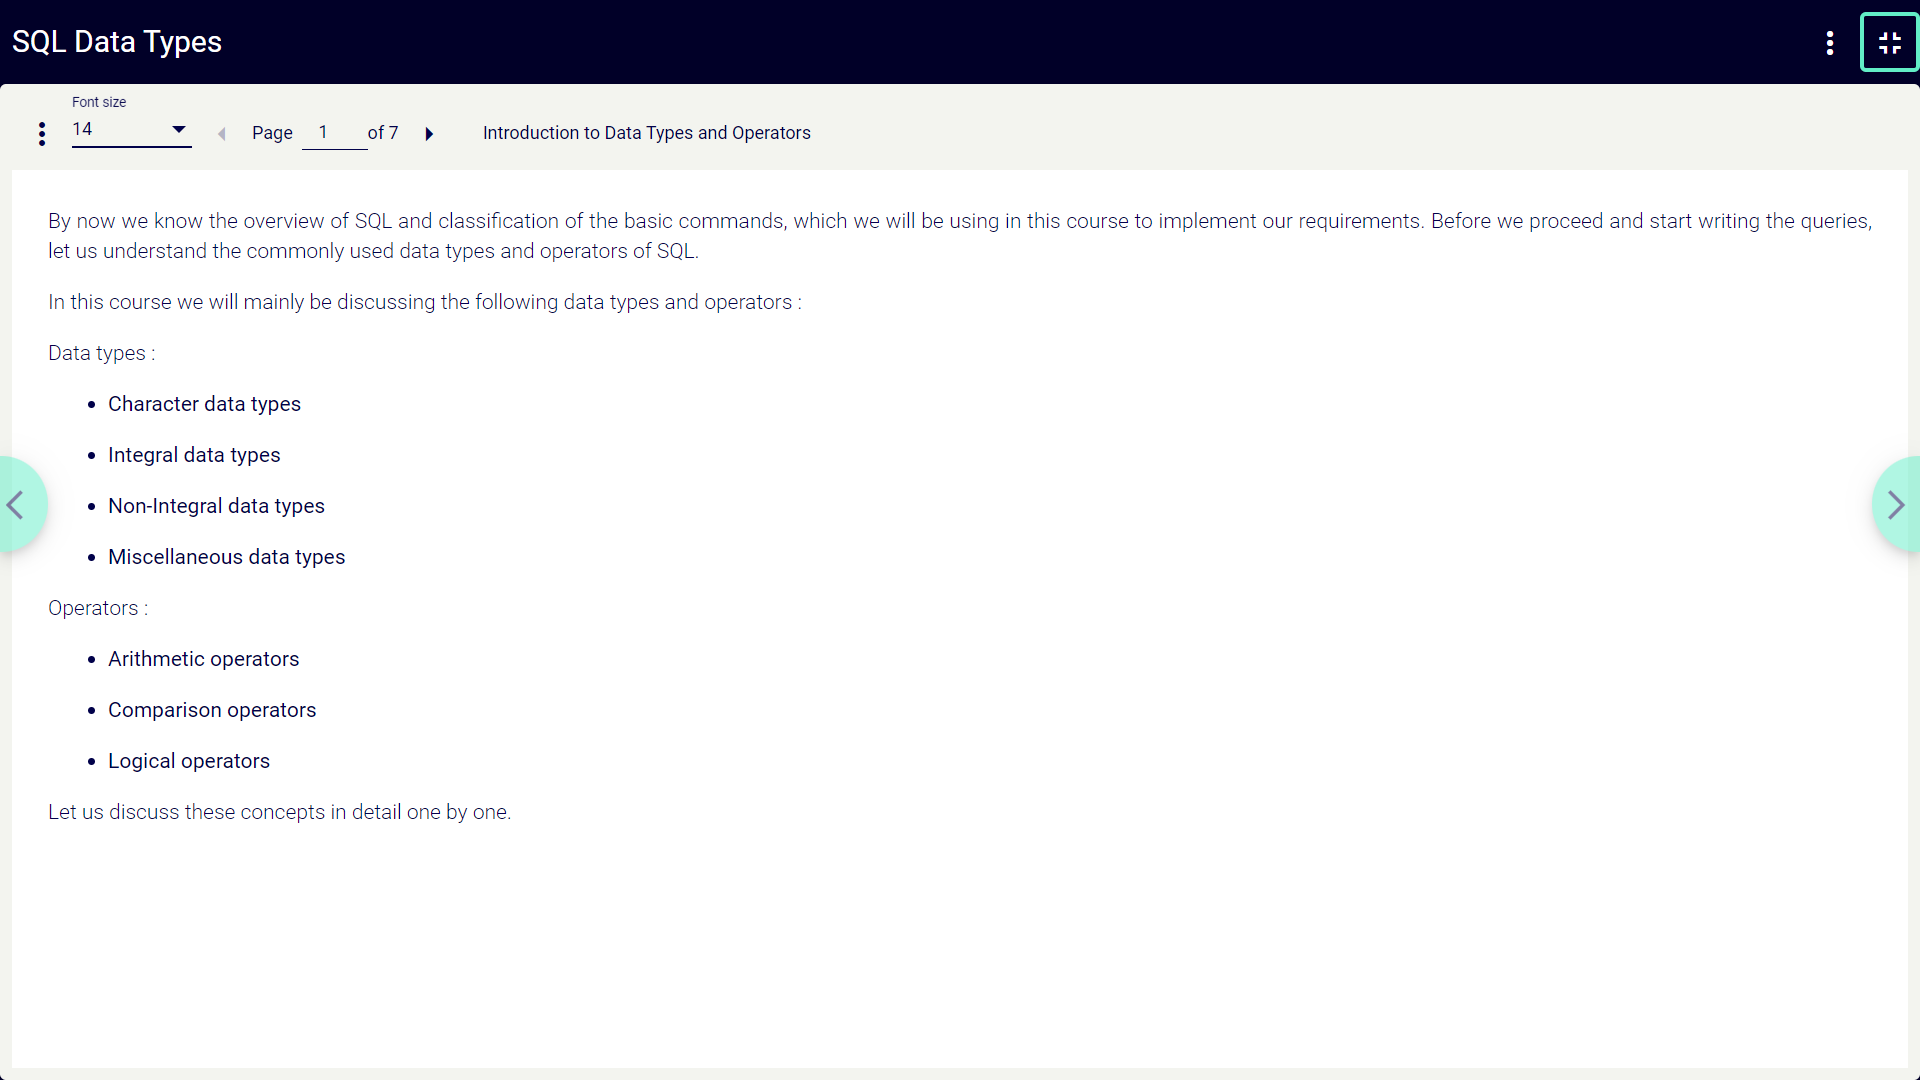 SQL Data Types
Font size
14
Page 1 of 7
Introduction to Data Types and Operators
By now we know the overview of SQL and classification of the basic commands, which we will be using in this course to implement our requirements. Before we proceed and start writing the queries,
let us understand the commonly used data types and operators of SQL.
In this course we will mainly be discussing the following data types and operators :
Data types :
• Character data types
• Integral data types
• Non-Integral data types
• Miscellaneous data types
Operators :
• Arithmetic operators
• Comparison operators
• Logical operators
Let us discuss these concepts in detail one by one.